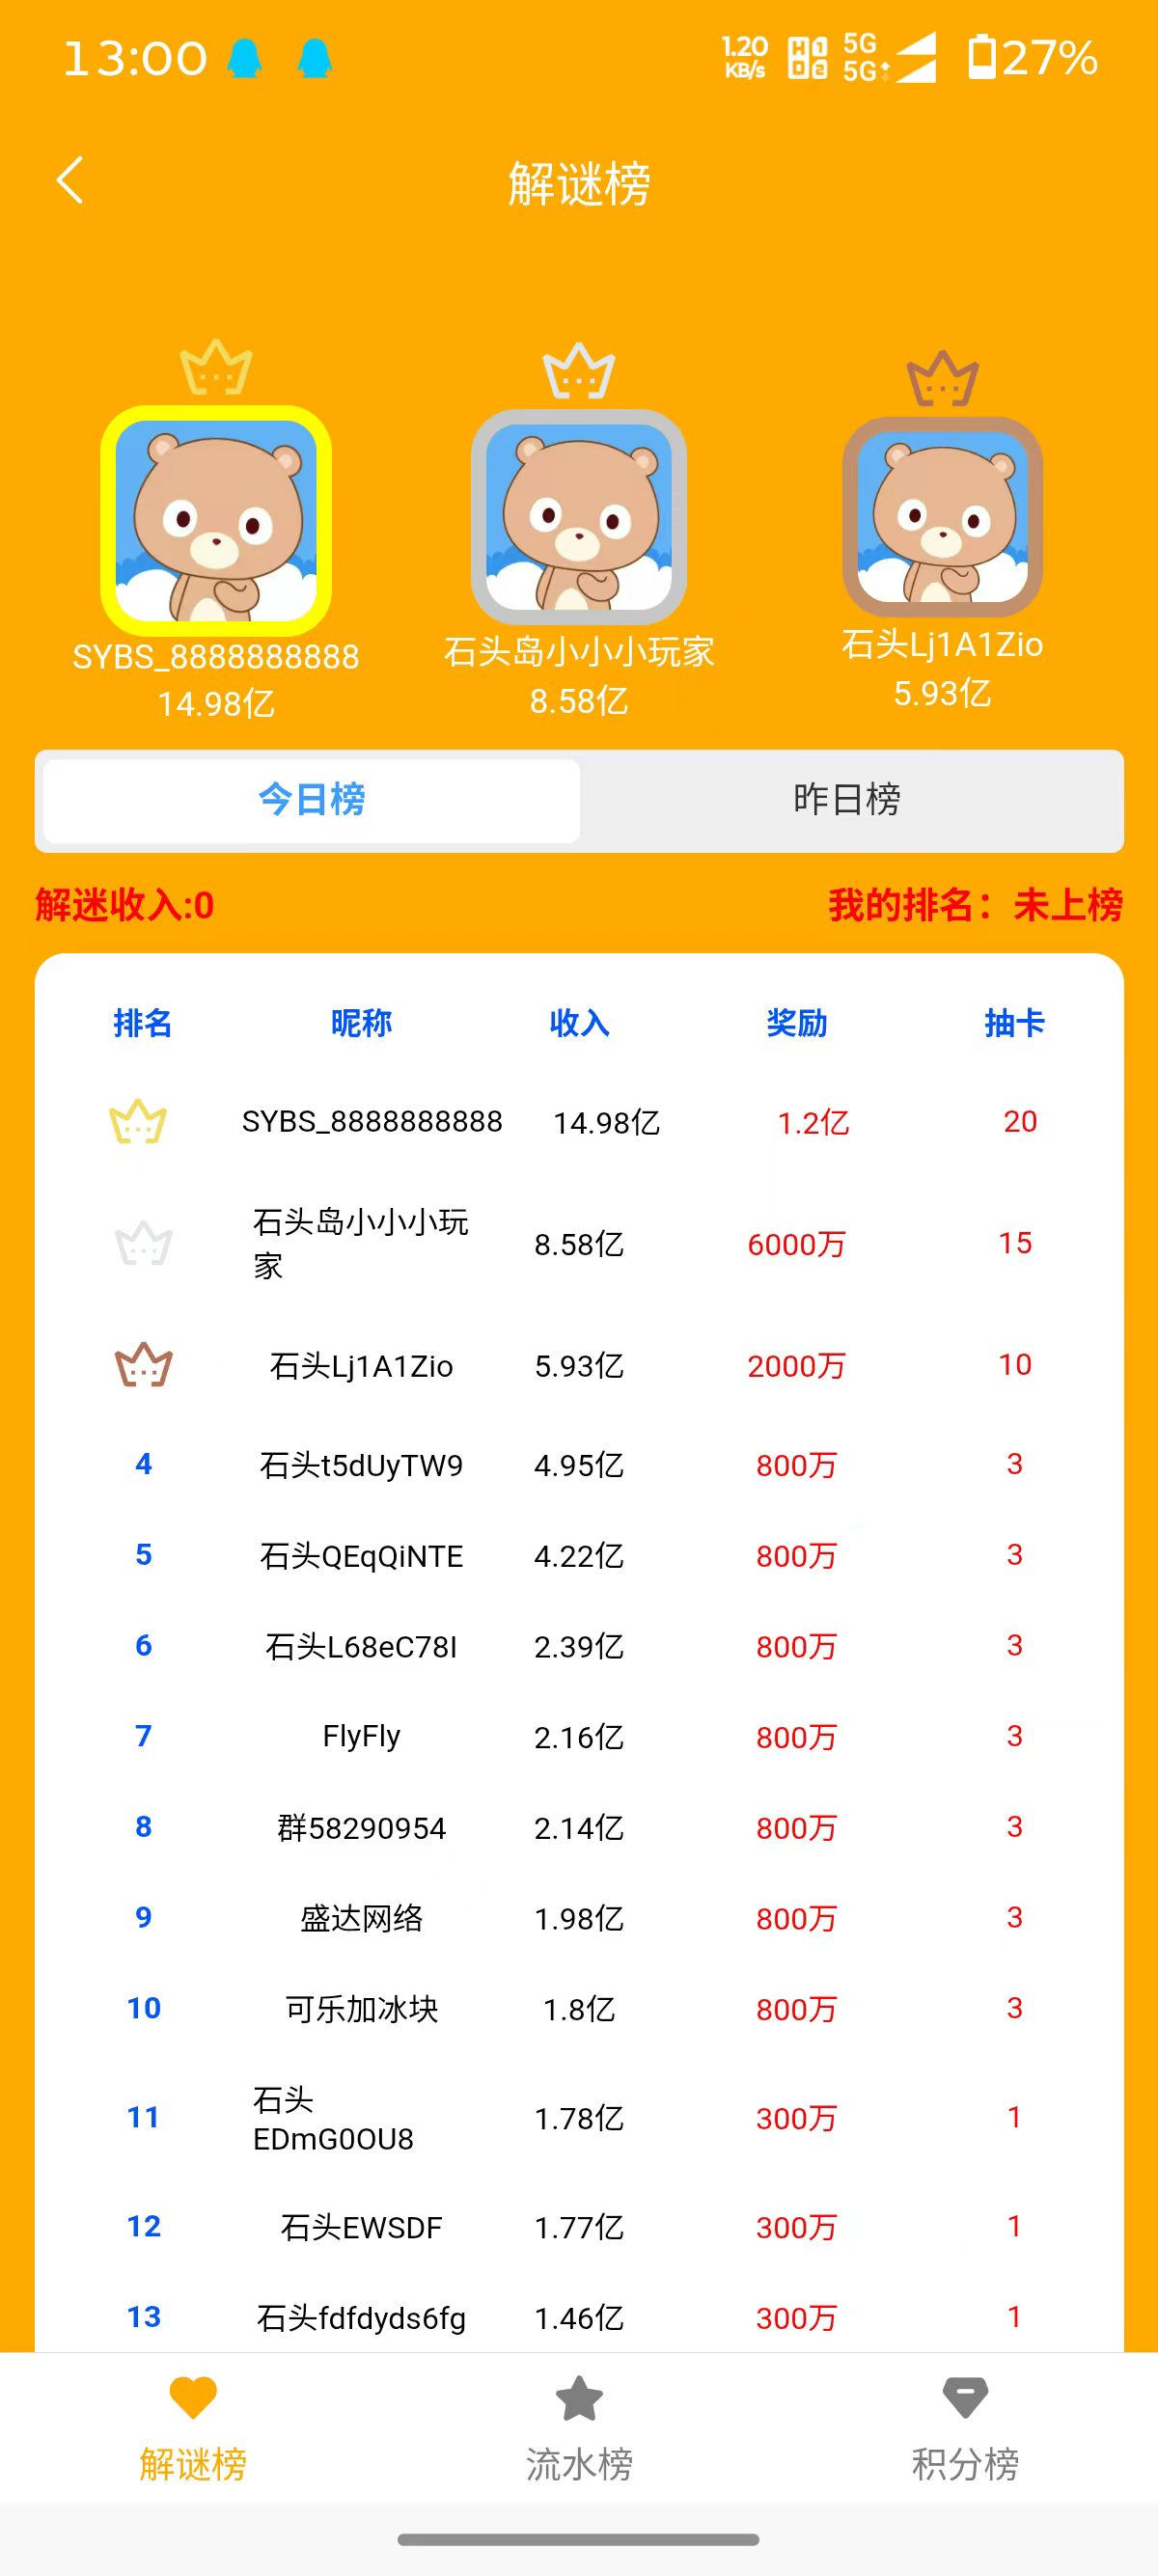 13:00 1.20 KB/s HD 1 HD 2 5G 5G 27%
解谜榜
SYBS_8888888888 石头岛小小小玩家 石头Lj1A1Zio
14.98亿 8.58亿 5.93亿
今日榜 昨日榜
解迷收入:0 我的排名：未上榜
排名 昵称 收入 奖励 抽卡
SYBS_8888888888 14.98亿 1.2亿 20
石头岛小小小玩
家 8.58亿 6000万 15
石头Lj1A1Zio 5.93亿 2000万 10
4 石头t5dUyTW9 4.95亿 800万 3
5 石头QEqQiNTE 4.22亿 800万 3
6 石头L68eC78I 2.39亿 800万 3
7 FlyFly 2.16亿 800万 3
8 群58290954 2.14亿 800万 3
9 盛达网络 1.98亿 800万 3
10 可乐加冰块 1.8亿 800万 3
11 石头
EDmG0OU8 1.78亿 300万 1
12 石头EWSDF 1.77亿 300万 1
13 石头fdfdyds6fg 1.46亿 300万 1
解谜榜 流水榜 积分榜